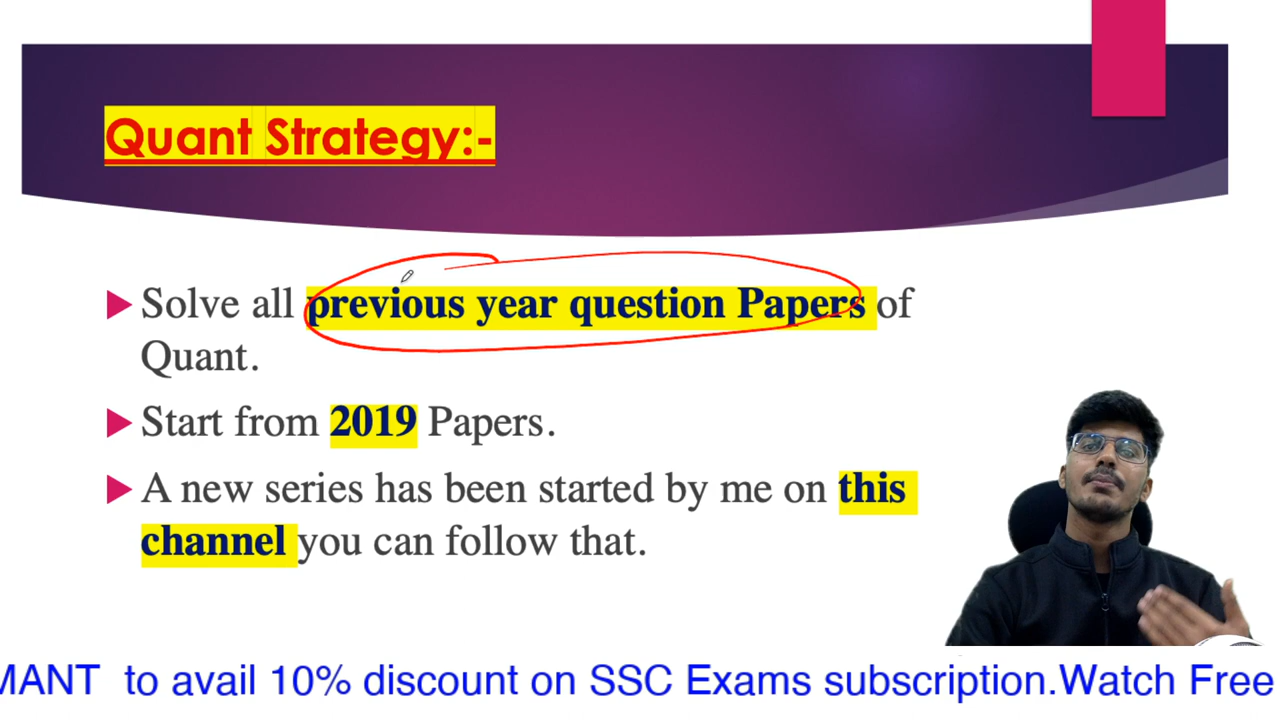 Quant Strategy:-
Solve all previous year question Papers of
Quant.
Start from 2019 Papers.
A new series has been started by me on this
channel you can follow that.
to avail 10% discount on SSC Exams subscription.Watch Free